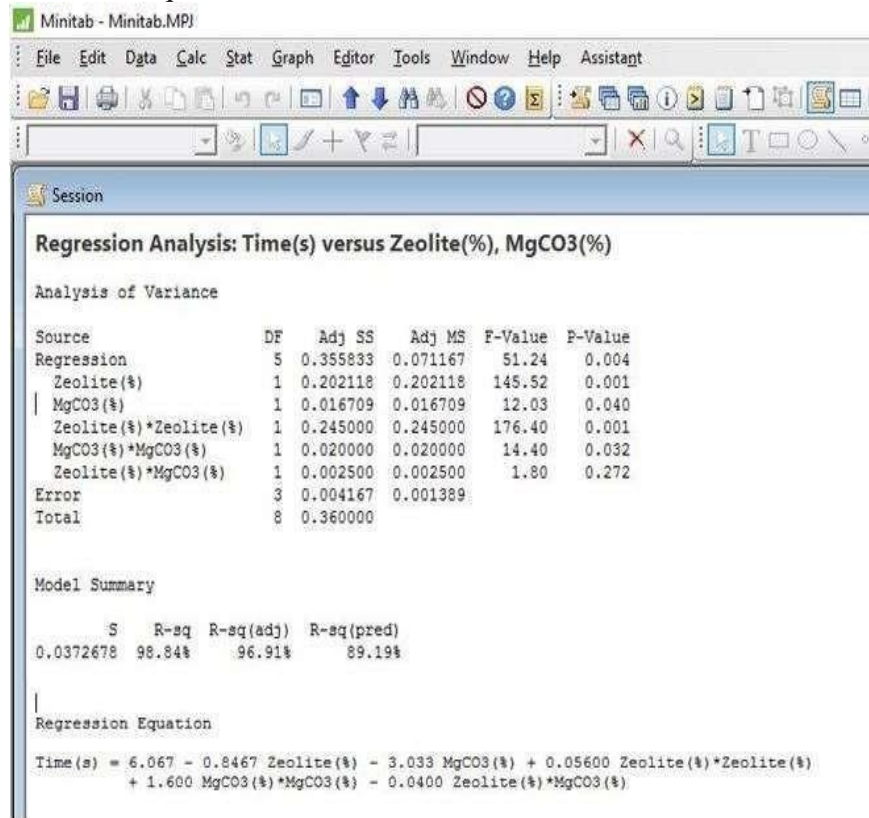 Minitab - Minitab.MPJ
File Edit Data Calc Stat Graph Editor Tools Window Help Assistant
Session
Regression Analysis: Time(s) versus Zeolite(%), MgCO3(%)
Analysis of Variance
Source DF Adj SS Adj MS F-Value P-Value
Regression 5 0.355833 0.071167 51.24 0.004
Zeolite(%) 1 0.202118 0.202118 145.52 0.001
MgCO3(%) 1 0.016709 0.016709 12.03 0.040
Zeolite(%)*Zeolite(%) 1 0.245000 0.245000 176.40 0.001
MgCO3(%)*MgCO3(%) 1 0.020000 0.020000 14.40 0.032
Zeolite(%)*MgCO3(%) 1 0.002500 0.002500 1.80 0.272
Error 3 0.004167 0.001389
Total 8 0.360000
Model Summary
S R-sq R-sq(adj) R-sq(pred)
0.0372678 98.84% 96.91% 89.19%
Regression Equation
Time(s) = 6.067 - 0.8467 Zeolite(%) - 3.033 MgCO3(%) + 0.05600 Zeolite(%)*Zeolite(%)
+ 1.600 MgCO3(%)*MgCO3(%) - 0.0400 Zeolite(%)*MgCO3(%)